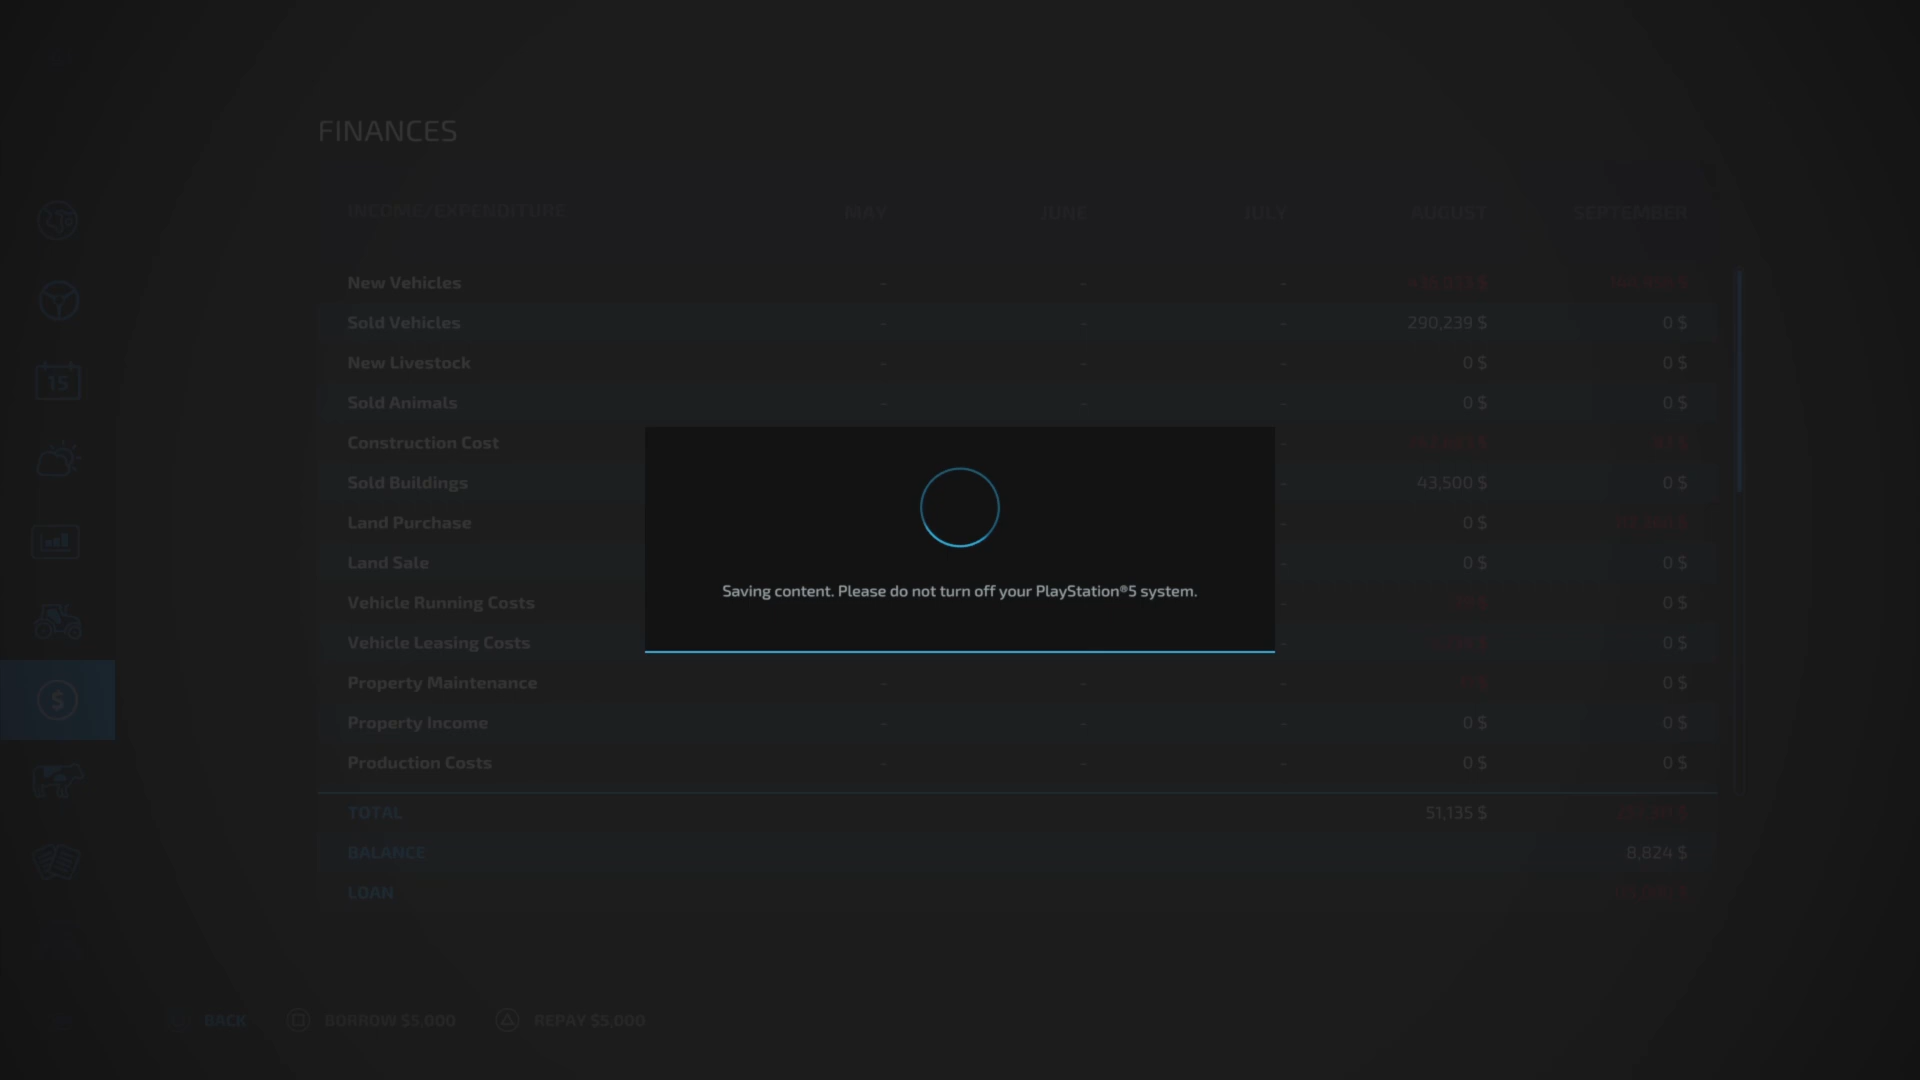 FINANCES
INCOME/EXPENDITURE MAY JUNE JULY AUGUST SEPTEMBER
New Vehicles - - -
Sold Vehicles - - - 290,239 $ 0 $
New Livestock - - - 0 $ 0 $
Sold Animals - - - 0 $ 0 $
Construction Cost -
Sold Buildings - 43,500 $ 0 $
Land Purchase - 0 $
Land Sale - 0 $ 0 $
Vehicle Running Costs - 0 $
Vehicle Leasing Costs - 0 $
Property Maintenance - - - 0 $
Property Income - - - 0 $ 0 $
Production Costs - - - 0 $ 0 $
TOTAL 51,135 $
BALANCE 8,824 $
LOAN
15
$
Saving content. Please do not turn off your PlayStation®5 system.
BACK BORROW $5,000 REPAY $5,000